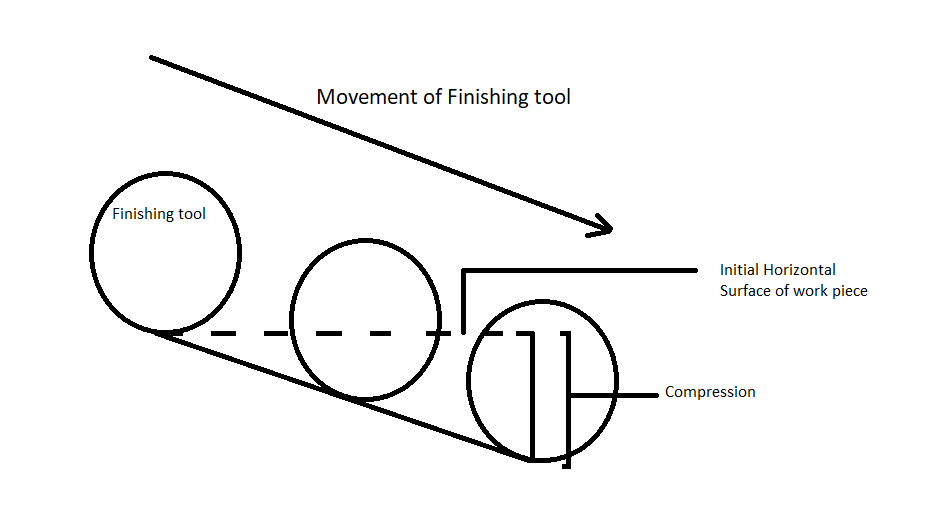 Movement of Finishing tool
Finishing tool
Initial Horizontal
Surface of work piece
Compression